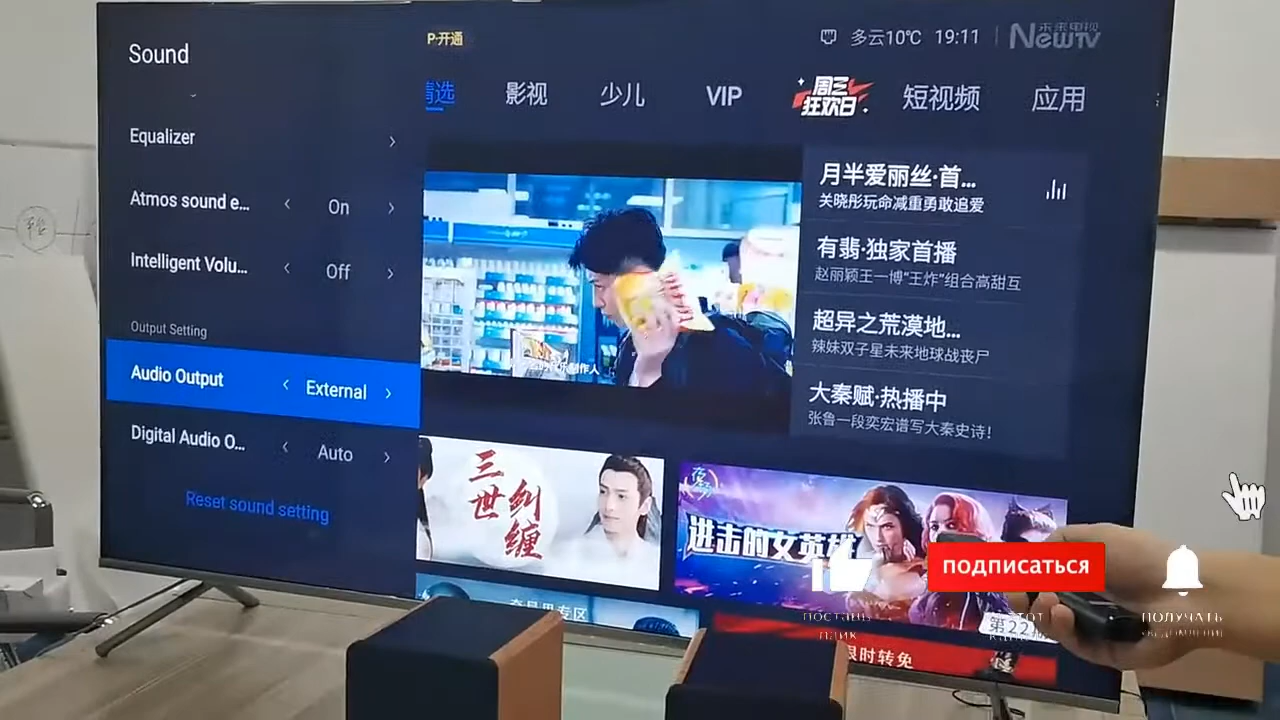 Sound
Equalizer
Atmos sound e...
On
Intelligent Volu...
Off
Output Setting
Audio Output
External
Digital Audio O...
Auto
Reset sound setting
P·开通
多云10℃ 19:11
未来电视
NewTV
精选
影视
少儿
VIP
周三
狂欢日
短视频
应用
月半爱丽丝·首...
关晓彤玩命减重勇敢追爱
有翡·独家首播
赵丽颖王一博"王炸"组合高甜互
超异之荒漠地...
辣妹双子星未来地球战丧尸
大秦赋·热播中
张鲁一段奕宏谱写大秦史诗!
三世纠缠
进击的女英雄
подписаться
поставь
лайк
получать
第22
限时转免